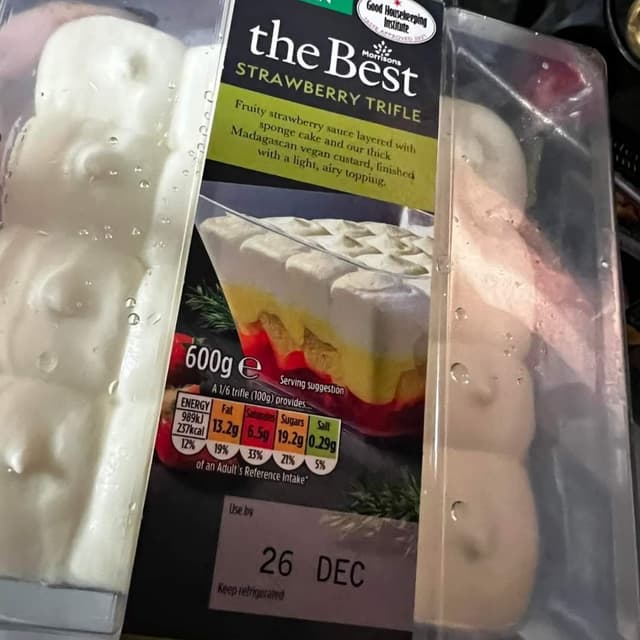 Good Housekeeping
Institute
Morrisons
the Best
STRAWBERRY TRIFLE
Fruity strawberry sauce layered with
sponge cake and our thick
Madagascan vegan custard, finished
with a light, airy topping.
600g ℮
Serving suggestion
A 1/6 trifle (100g) provides...
ENERGY Fat Saturates Sugars Salt
989kJ
237kcal 13.2g 6.5g 19.2g 0.29g
12% 19% 33% 21% 5%
of an Adult's Reference Intake*
Use by
26 DEC
Keep refrigerated